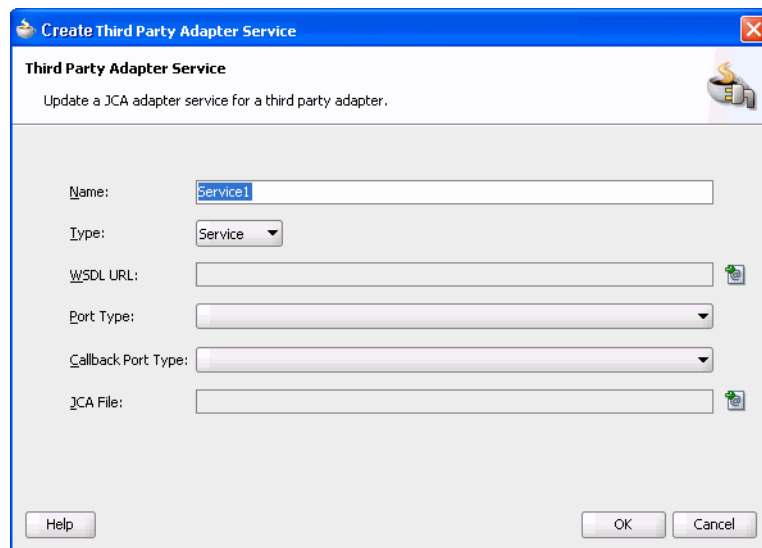 Create Third Party Adapter Service
Third Party Adapter Service
Update a JCA adapter service for a third party adapter.
Name: Service1
Type: Service
WSDL URL:
Port Type:
Callback Port Type:
JCA File:
Help OK Cancel